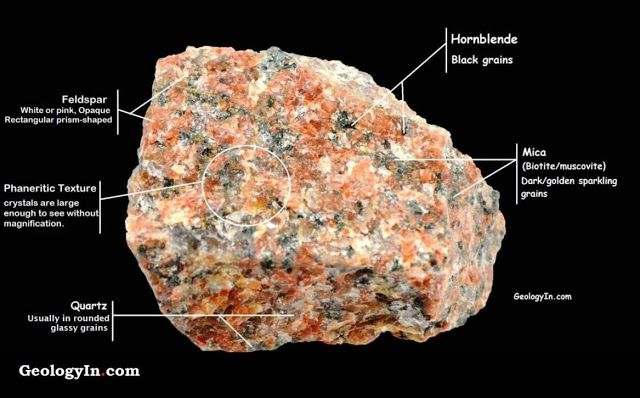 Hornblende
Black grains
Feldspar
White or pink, Opaque
Rectangular prism-shaped
Mica
(Biotite/muscovite)
Dark/golden sparkling
grains
Phaneritic Texture
crystals are large
enough to see without
magnification.
GeologyIn.com
Quartz
Usually in rounded
glassy grains
GeologyIn.com